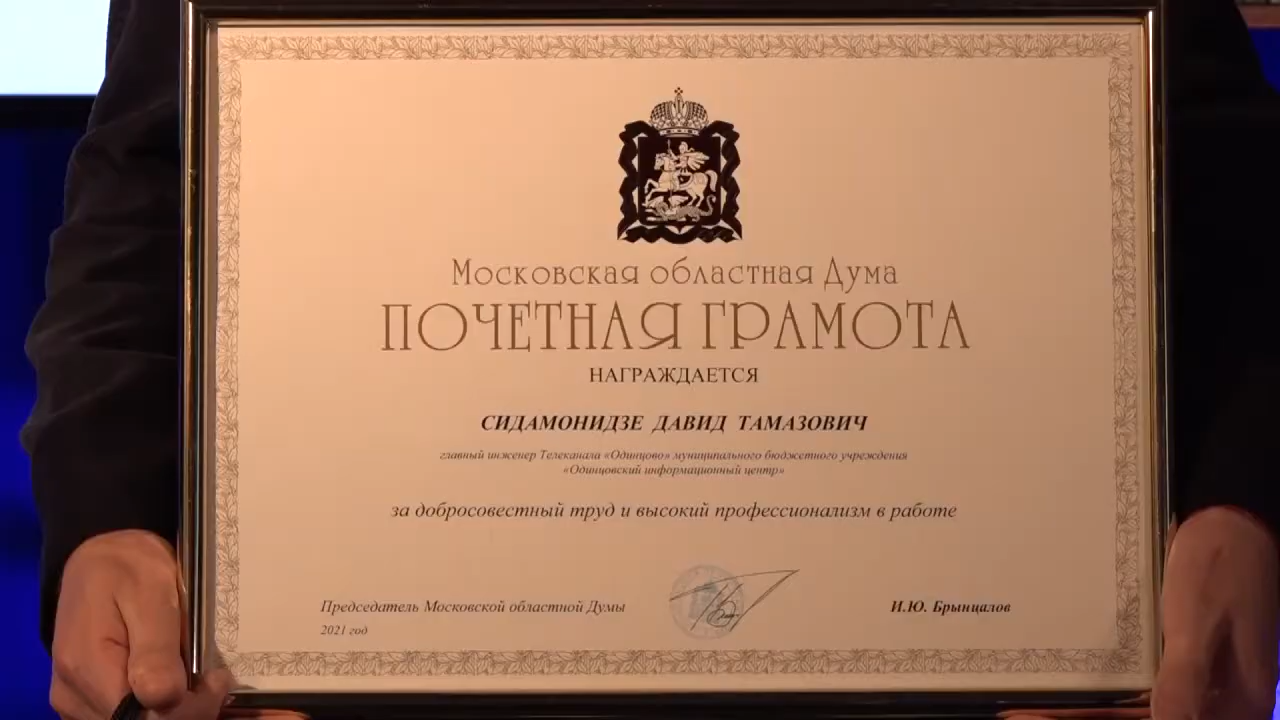 Московская областная Дума
ПОЧЕТНАЯ ГРАМОТА
НАГРАЖДАЕТСЯ
СИДАМОНИДЗЕ ДАВИД ТАМАЗОВИЧ
главный инженер Телеканала «Одинцово» муниципального бюджетного учреждения
«Одинцовский информационный центр»
за добросовестный труд и высокий профессионализм в работе
Председатель Московской областной Думы
И.Ю. Брынцалов
2021 год